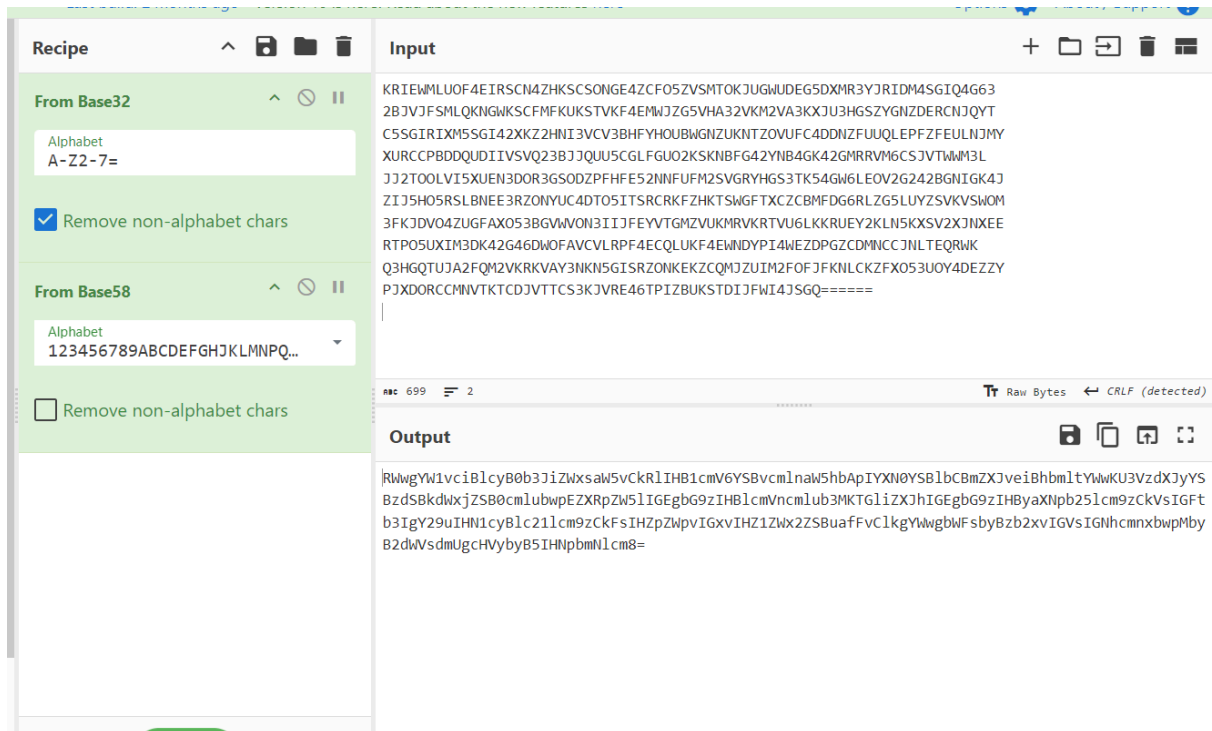 Recipe
Input
From Base32
Alphabet
A-Z2-7=
Remove non-alphabet chars
From Base58
Alphabet
123456789ABCDEFGHJKLMNPQ…
Remove non-alphabet chars
KRIEWMLUOF4EIRSCN4ZHKSCSONGE4ZCFO5ZVSMTOKJUGWUDEG5DXMR3YJRIDM4SGIQ4G63
2BJVJFSMLQKNGWKSCFMFKUKSTVKF4EMWJZG5VHA32VKM2VA3KXJU3HGSZYGNZDERCNJQYT
C5SGIRIXM5SGI42XKZ2HNI3VCV3BHFYHOUBWGNZUKNTZOVUFC4DDNZFUUQLEPFZFEULNJMY
XURCCPBDDQUDIIVSVQ23BJJQUU5CGLFGUO2KSKNBFG42YNB4GK42GMRRVM6CSJVTWWM3L
JJ2TOOLVI5XUEN3DOR3GSODZPFHFE52NNFUFM2SVGRYHGS3TK54GW6LEOV2G242BGNIGK4J
ZIJ5HO5RSLBNEE3RZONYUC4DTO5ITSRCRKFZHKTSWGFTXCZCBMFDG6RLZG5LUYZSVKVSWOM
3FKJDVO4ZUGFAXO53BGVWVON3IIJFEYVTGMZVUKMRVKRTVU6LKKRUEY2KLN5KXSV2XJNXEE
RTPO5UXIM3DK42G46DWOFAVCVLRPF4ECQLUKF4EWNDYPI4WEZDPGZCDMNCCJNLTEQRWK
Q3HGQTUJA2FQM2VKRKVAY3NKN5GISRZONKEKZCQMJZUIM2FOFJFKNLCKZFXO53UOY4DEZZY
PJXDORCCMNVTKTCDJVTTCS3KJVRE46TPIZBUKSTDIJFWI4JSGQ======
ABC 699 2
Raw Bytes CRLF (detected)
Output
RWwgYW1vciBlcyB0b3JiZWxsaW5vCkRlIHB1cmV6YSBvcmlnaW5hbApIYXN0YSBlbCBmZXJveiBhbmltYWwKU3VzdXJyYS
BzdSBkdWxjZSB0cmlubwpEZXRpZW5lIGEgbG9zIHBlcmVncmlub3MKTGliZXJhIGEgbG9zIHByaXNpb25lcm9zCkVsIGFt
b3IgY29uIHN1cyBlc21lcm9zCkFsIHZpZWpvIGxvIHZ1ZWx2ZSBuafFvClkgYWwgbWFsbyBzb2xvIGVsIGNhcmnxbwpMby
B2dWVsdmUgcHVybyB5IHNpbmNlcm8=